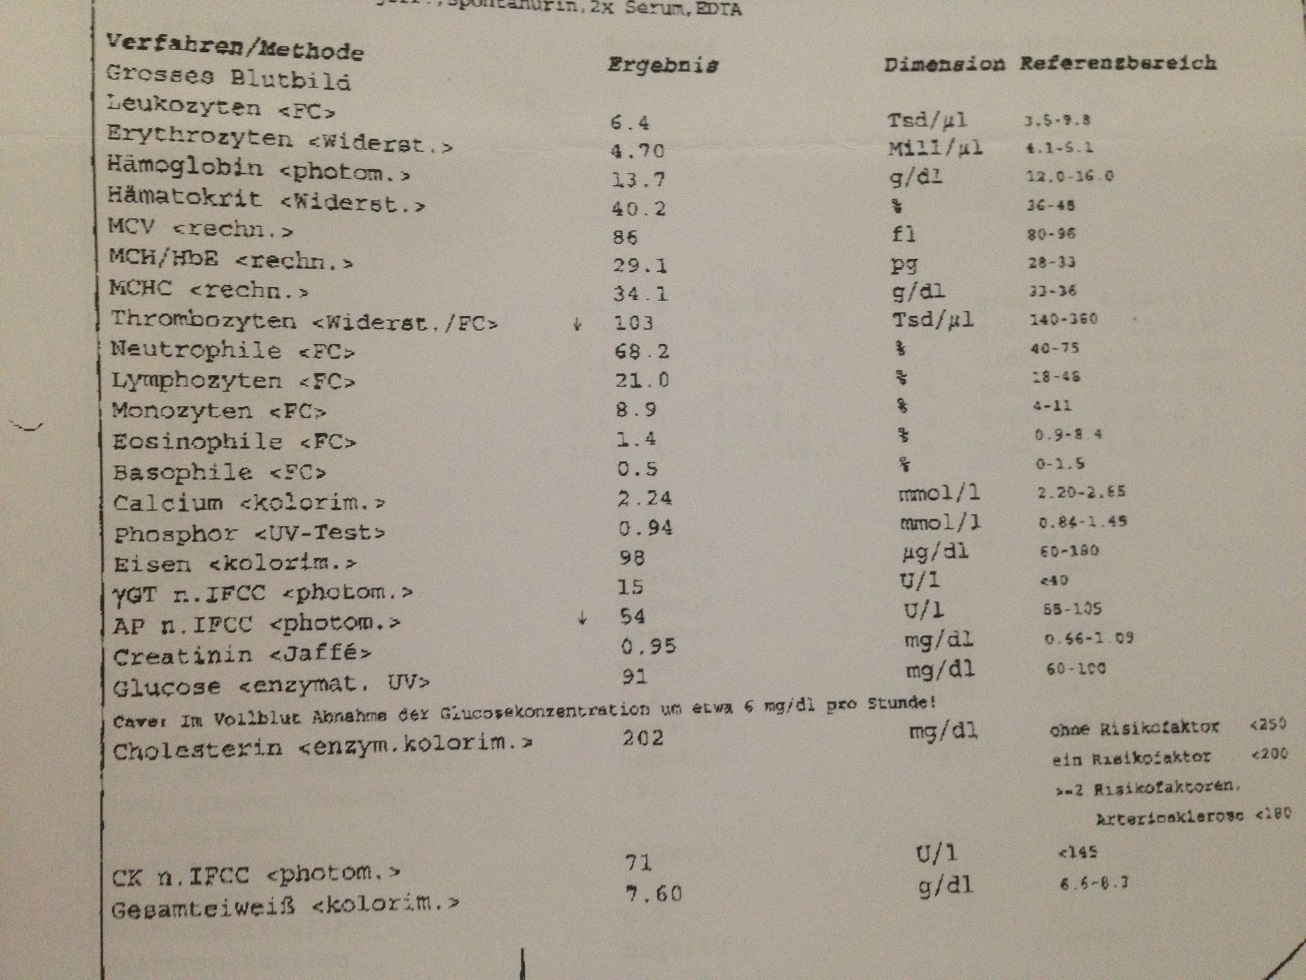 Spontanurin, 2x Serum, EDTA
Verfahren/Methode Ergebnis Dimension Referenzbereich
Grosses Blutbild
Leukozyten <FC> 6.4 Tsd/µl 3.5-9.8
Erythrozyten <Widerst.> 4.70 Mill/µl 4.1-5.1
Hämoglobin <photom.> 13.7 g/dl 12.0-16.0
Hämatokrit <Widerst.> 40.2 % 36-45
MCV <rechn.> 86 fl 80-96
MCH/HbE <rechn.> 29.1 pg 28-33
MCHC <rechn.> 34.1 g/dl 33-36
Thrombozyten <Widerst./FC> ↓ 103 Tsd/µl 140-360
Neutrophile <FC> 68.2 % 40-75
Lymphozyten <FC> 21.0 % 18-48
Monozyten <FC> 8.9 % 4-11
Eosinophile <FC> 1.4 % 0.9-8.4
Basophile <FC> 0.5 % 0-1.5
Calcium <kolorim.> 2.24 mmol/l 2.20-2.65
Phosphor <UV-Test> 0.94 mmol/l 0.84-1.45
Eisen <kolorim.> 98 µg/dl 60-180
γGT n.IFCC <photom.> 15 U/l <40
AP n.IFCC <photom.> ↓ 54 U/l 55-105
Creatinin <Jaffé> 0.95 mg/dl 0.66-1.09
Glucose <enzymat. UV> 91 mg/dl 60-100
Cave: Im Vollblut Abnahme der Glucosekonzentration um etwa 6 mg/dl pro Stunde!
Cholesterin <enzym.kolorim.> 202 mg/dl ohne Risikofaktor <250
ein Risikofaktor <200
>=2 Risikofaktoren,
Arteriosklerose <180
CK n.IFCC <photom.> 71 U/l <145
Gesamteiweiß <kolorim.> 7.60 g/dl 6.6-8.3